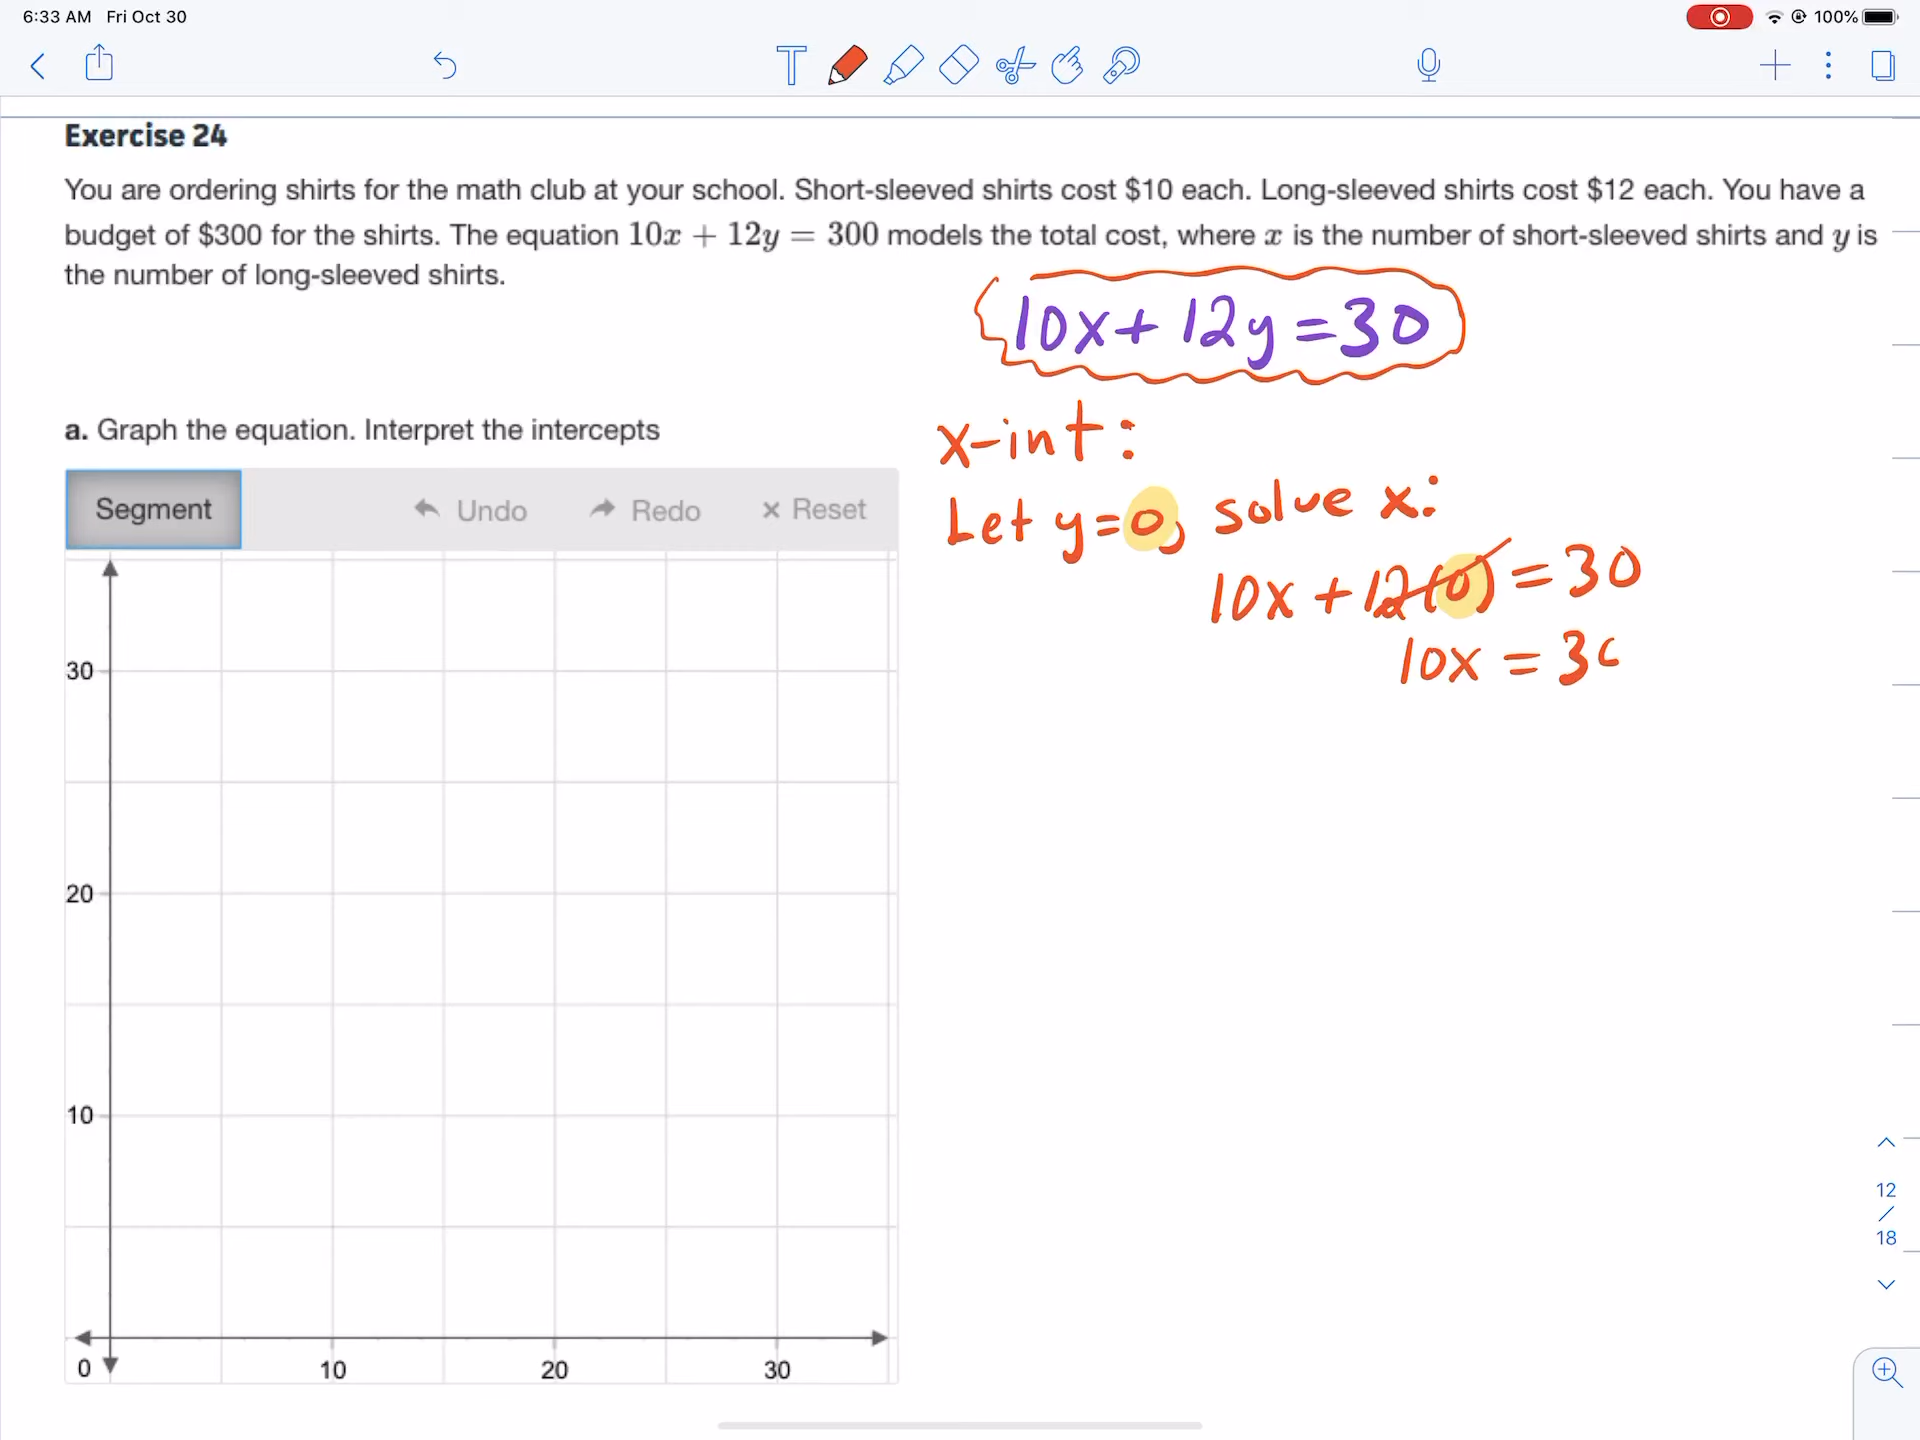 6:33 AM Fri Oct 30
100%
T
Exercise 24
You are ordering shirts for the math club at your school. Short-sleeved shirts cost $10 each. Long-sleeved shirts cost $12 each. You have a
budget of $300 for the shirts. The equation 10x + 12y = 300 models the total cost, where x is the number of short-sleeved shirts and y is
the number of long-sleeved shirts.
10x + 12y = 30
a. Graph the equation. Interpret the intercepts
x-int:
Segment Undo Redo × Reset
Let y=0, solve x:
10x + 12(0) = 30
10x = 3
30
20
10
0 10 20 30
12
/
18